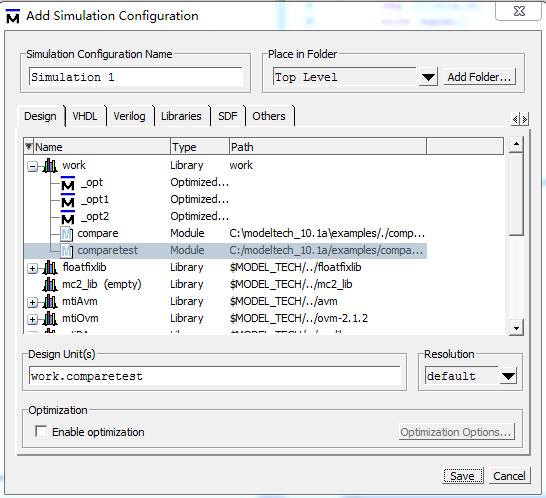 Add Simulation Configuration
Simulation Configuration Name
Place in Folder
Simulation 1
Top Level
Add Folder...
Design VHDL Verilog Libraries SDF Others
Name Type Path
work Library work
_opt Optimized...
_opt1 Optimized...
_opt2 Optimized...
compare Module C:\modeltech_10.1a\examples/./comp...
comparetest Module C:/modeltech_10.1a/examples/compa...
floatfixlib Library $MODEL_TECH/../floatfixlib
mc2_lib (empty) Library $MODEL_TECH/../mc2_lib
mtiAvm Library $MODEL_TECH/../avm
mtiOvm Library $MODEL_TECH/../ovm-2.1.2
Design Unit(s)
Resolution
work.comparetest
default
Optimization
Enable optimization
Optimization Options...
Save Cancel